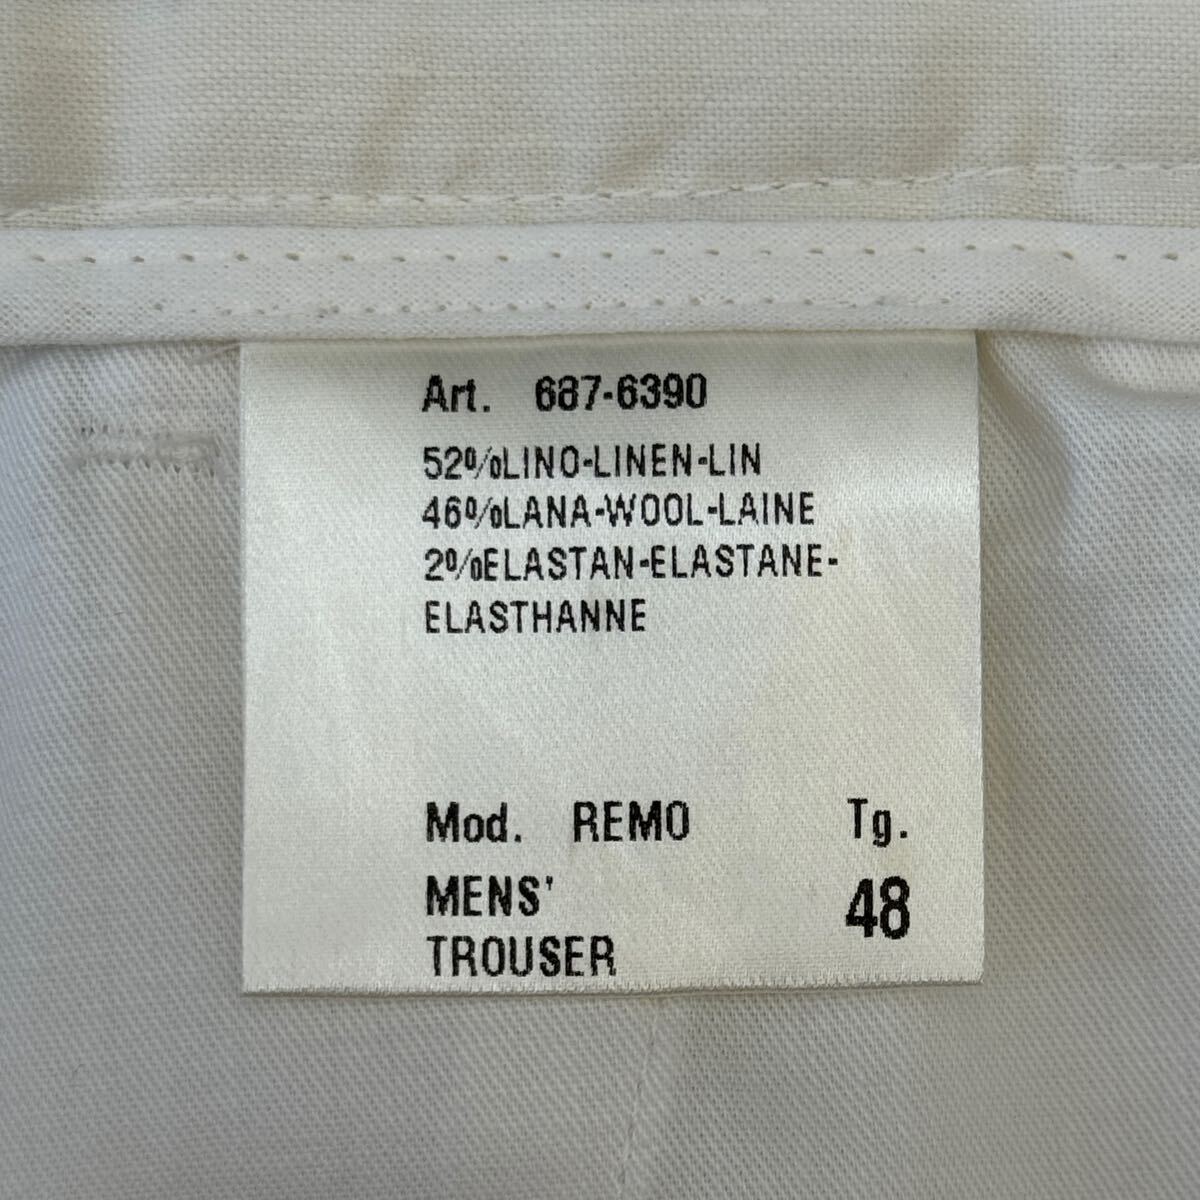 Art. 687-6390
52%LINO-LINEN-LIN
46%LANA-WOOL-LAINE
2%ELASTAN-ELASTANE-
ELASTHANNE
Mod. REMO Tg.
MENS' 48
TROUSER